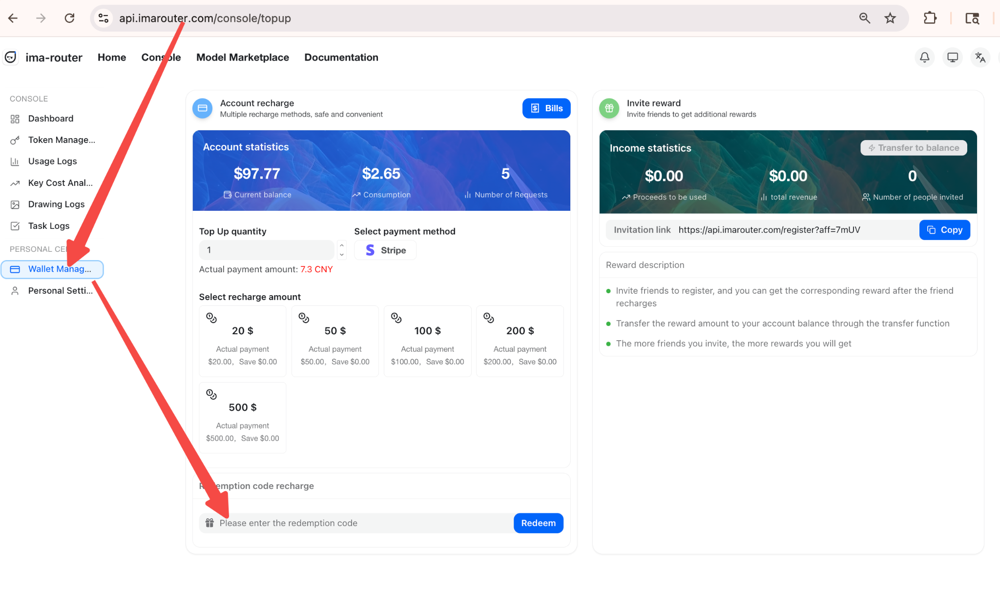 api.imarouter.com/console/topup
ima-router
Home
Console
Model Marketplace
Documentation
CONSOLE
Dashboard
Token Manage...
Usage Logs
Key Cost Anal...
Drawing Logs
Task Logs
PERSONAL
Wallet Manag...
Personal Setti...
Account recharge
Multiple recharge methods, safe and convenient
Bills
Account statistics
$97.77
$2.65
5
Current balance
Consumption
Number of Requests
Top Up quantity
Select payment method
1
Stripe
Actual payment amount: 7.3 CNY
Select recharge amount
20 $
Actual payment
$20.00, Save $0.00
50 $
Actual payment
$50.00, Save $0.00
100 $
Actual payment
$100.00, Save $0.00
200 $
Actual payment
$200.00, Save $0.00
500 $
Actual payment
$500.00, Save $0.00
Redemption code recharge
Please enter the redemption code
Redeem
Invite reward
Invite friends to get additional rewards
Income statistics
Transfer to balance
$0.00
$0.00
0
Proceeds to be used
total revenue
Number of people invited
Invitation link
https://api.imarouter.com/register?aff=7mUV
Copy
Reward description
Invite friends to register, and you can get the corresponding reward after the friend
recharges
Transfer the reward amount to your account balance through the transfer function
The more friends you invite, the more rewards you will get